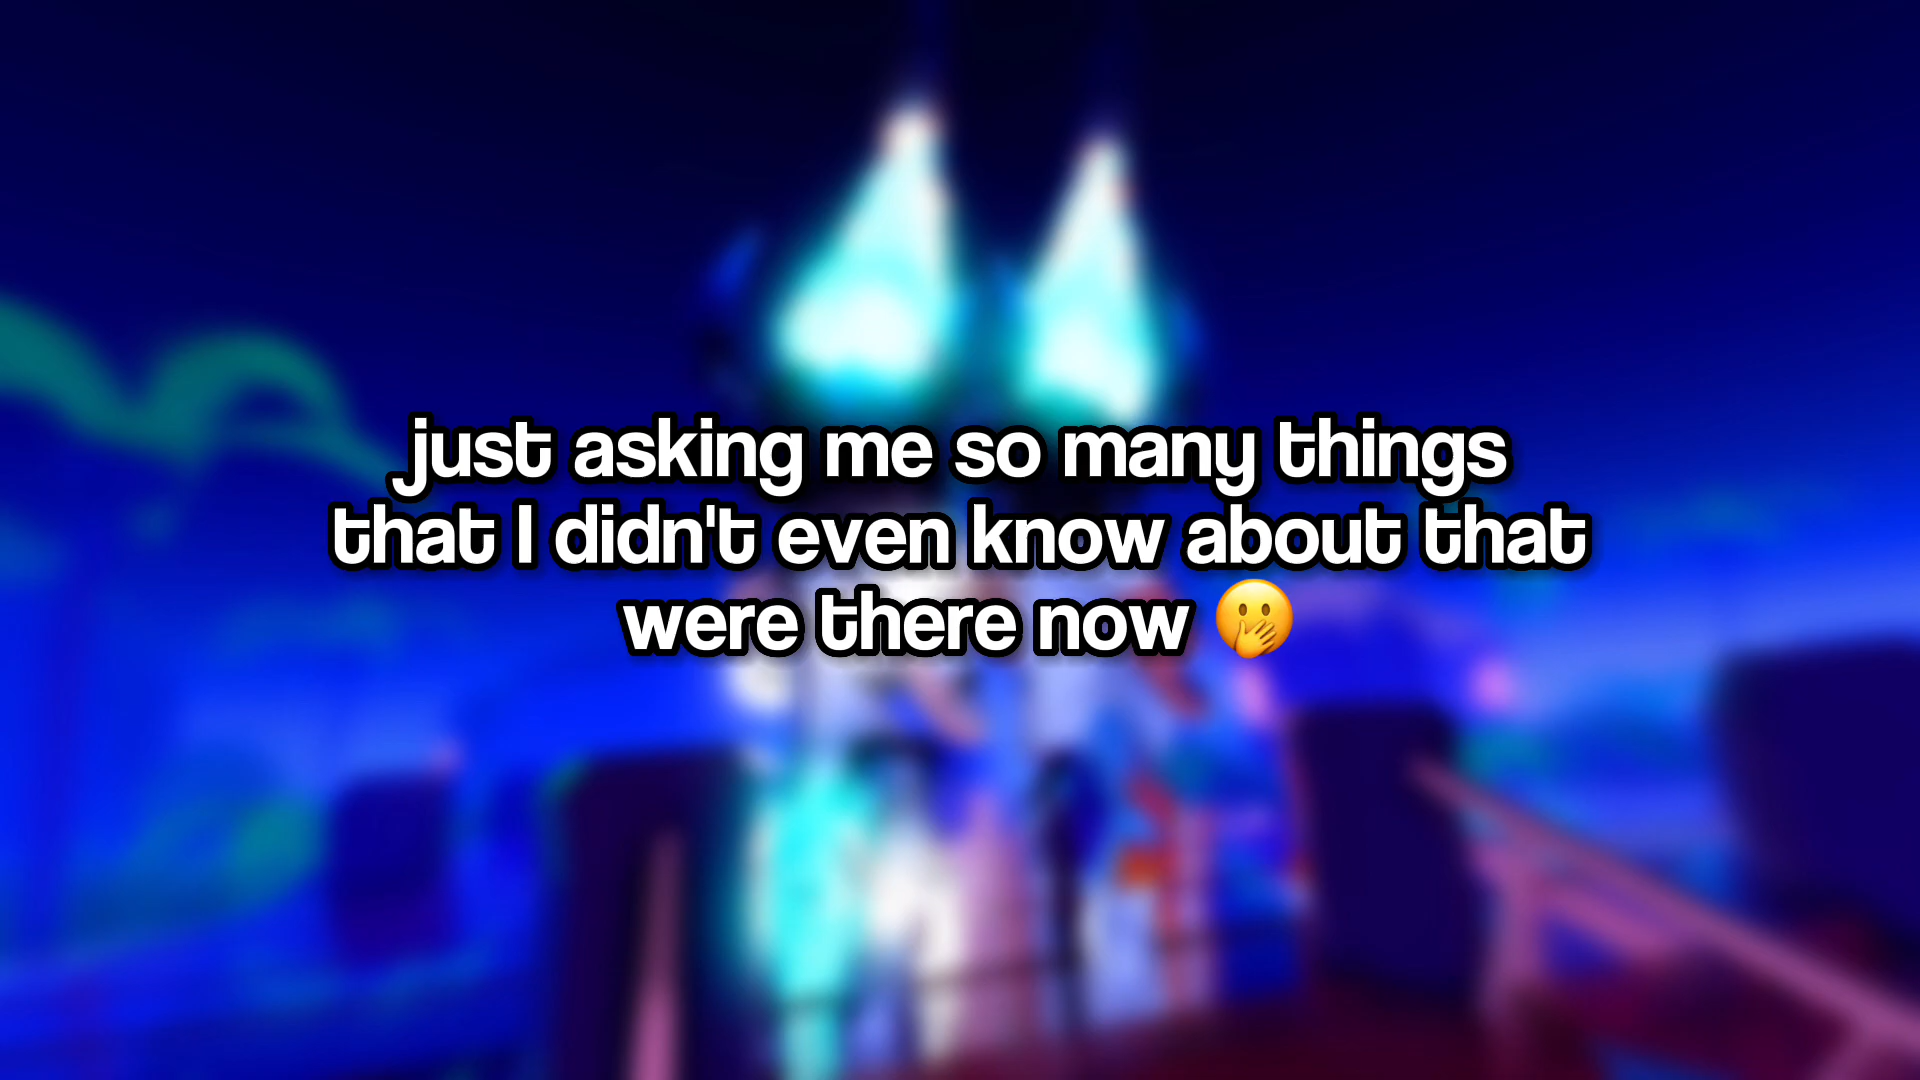 just asking me so many things
that I didn't even know about that
were there now 🤭